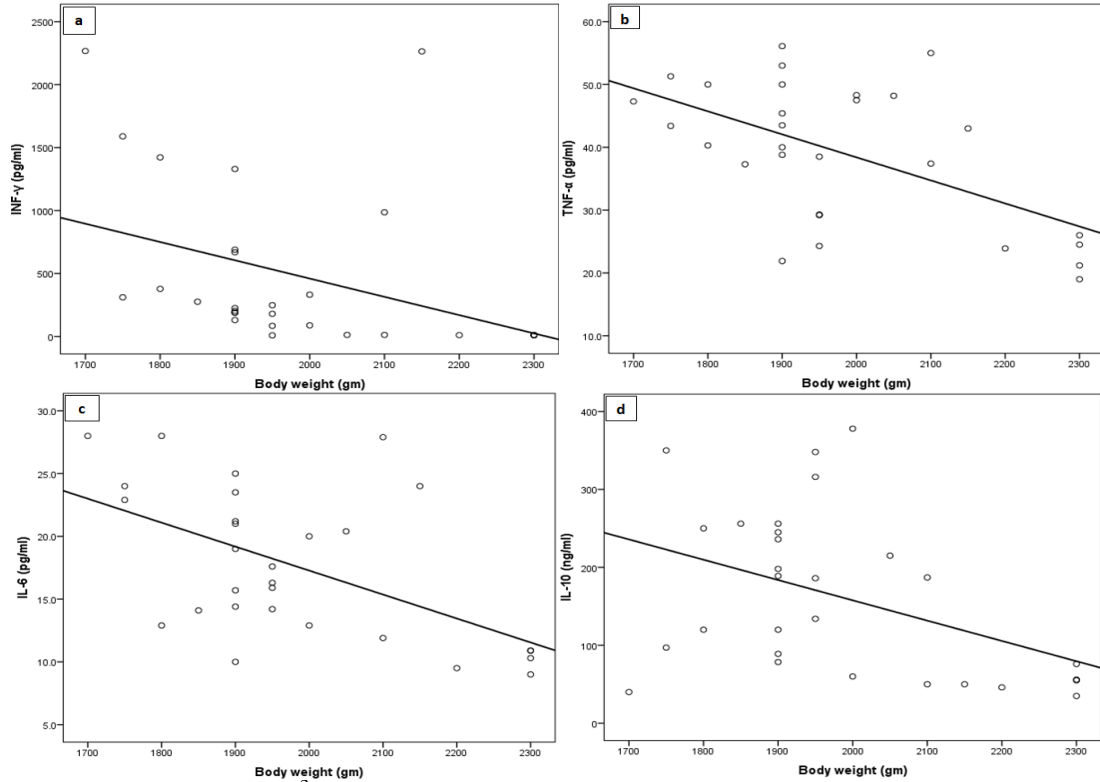 a
INF-γ (pg/ml)
2500
2000
1500
1000
500
0
1700 1800 1900 2000 2100 2200 2300
Body weight (gm)
b
TNF-α (pg/ml)
60.0
50.0
40.0
30.0
20.0
10.0
1700 1800 1900 2000 2100 2200 2300
Body weight (gm)
c
IL-6 (pg/ml)
30.0
25.0
20.0
15.0
10.0
5.0
1700 1800 1900 2000 2100 2200 2300
Body weight (gm)
d
IL-10 (ng/ml)
400
300
200
100
0
1700 1800 1900 2000 2100 2200 2300
Body weight (gm)